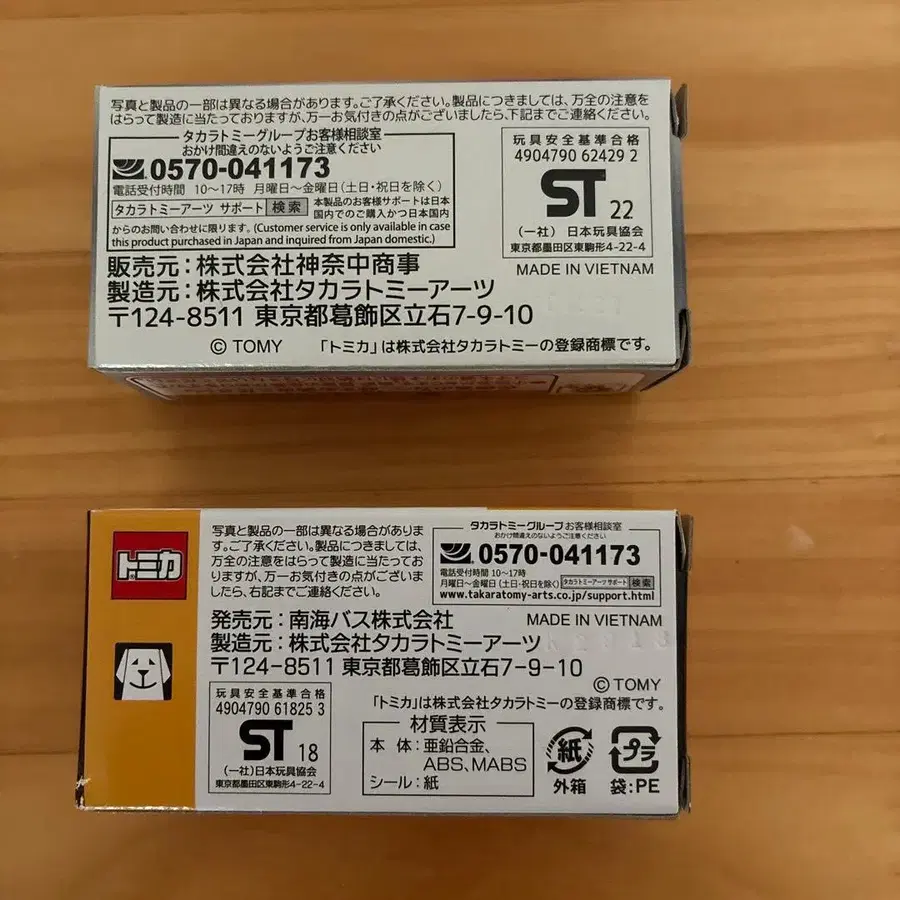 写真と製品の一部は異なる場合があります。ご了承ください。製品につきましては、万全の注意を
はらって製造に当たっておりますが、万一お気付きの点がございましたら、下記までご連絡ください。
タカラトミーグループお客様相談室
おかけ間違えのないようご注意ください
0570-041173
電話受付時間 10〜17時 月曜日〜金曜日(土日・祝日を除く)
タカラトミーアーツ サポート 検索 本製品のお客様サポートは日本
国内でのご購入かつ日本国内
からのお問い合わせに限ります。(Customer service is only available in case
this product purchased in Japan and inquired from Japan domestic.)
玩具安全基準合格
4904790 62429 2
ST 22
(一社) 日本玩具協会
東京都墨田区東駒形4-22-4
MADE IN VIETNAM
販売元:株式会社神奈中商事
製造元:株式会社タカラトミーアーツ
〒124-8511 東京都葛飾区立石7-9-10
© TOMY 「トミカ」は株式会社タカラトミーの登録商標です。
トミカ
写真と製品の一部は異なる場合がありま
す。ご了承ください。製品につきましては、
万全の注意をはらって製造に当たってお
りますが、万一お気付きの点がございまし
たら、右記までご連絡ください。
タカラトミーグループお客様相談室
おかけ間違えのないようご注意ください
0570-041173
電話受付時間 10〜17時
月曜日〜金曜日 (土日・祝日を除く) タカラトミーアーツ サポート 検索
www.takaratomy-arts.co.jp/support.html
発売元:南海バス株式会社
MADE IN VIETNAM
製造元:株式会社タカラトミーアーツ
〒124-8511 東京都葛飾区立石7-9-10
© TOMY
「トミカ」は株式会社タカラトミーの登録商標です。
玩具安全基準合格
4904790 61825 3
ST 18
(一社)日本玩具協会
東京都墨田区東駒形4-22-4
材質表示
本 体:亜鉛合金、
ABS、MABS
シール:紙
紙
外箱
プラ
袋:PE